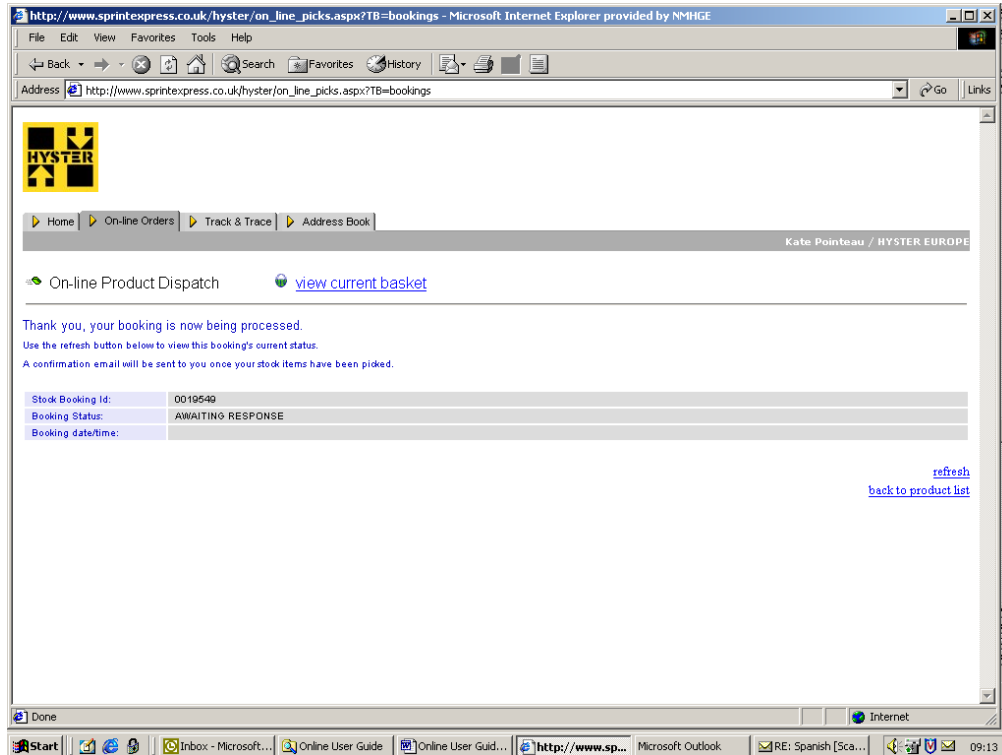 http://www.sprintexpress.co.uk/hyster/on_line_picks.aspx?TB=bookings - Microsoft Internet Explorer provided by NMHGE
File Edit View Favorites Tools Help
Back Search Favorites History
Address http://www.sprintexpress.co.uk/hyster/on_line_picks.aspx?TB=bookings Go Links
HYSTER
Home On-line Orders Track & Trace Address Book
Kate Pointeau / HYSTER EUROPE
On-line Product Dispatch view current basket
Thank you, your booking is now being processed.
Use the refresh button below to view this booking's current status.
A confirmation email will be sent to you once your stock items have been picked.
Stock Booking Id: 0019549
Booking Status: AWAITING RESPONSE
Booking date/time:
refresh
back to product list
Done Internet
Start Inbox - Microsoft... Online User Guide Online User Guid... http://www.sp... Microsoft Outlook RE: Spanish [Sca... 09:13